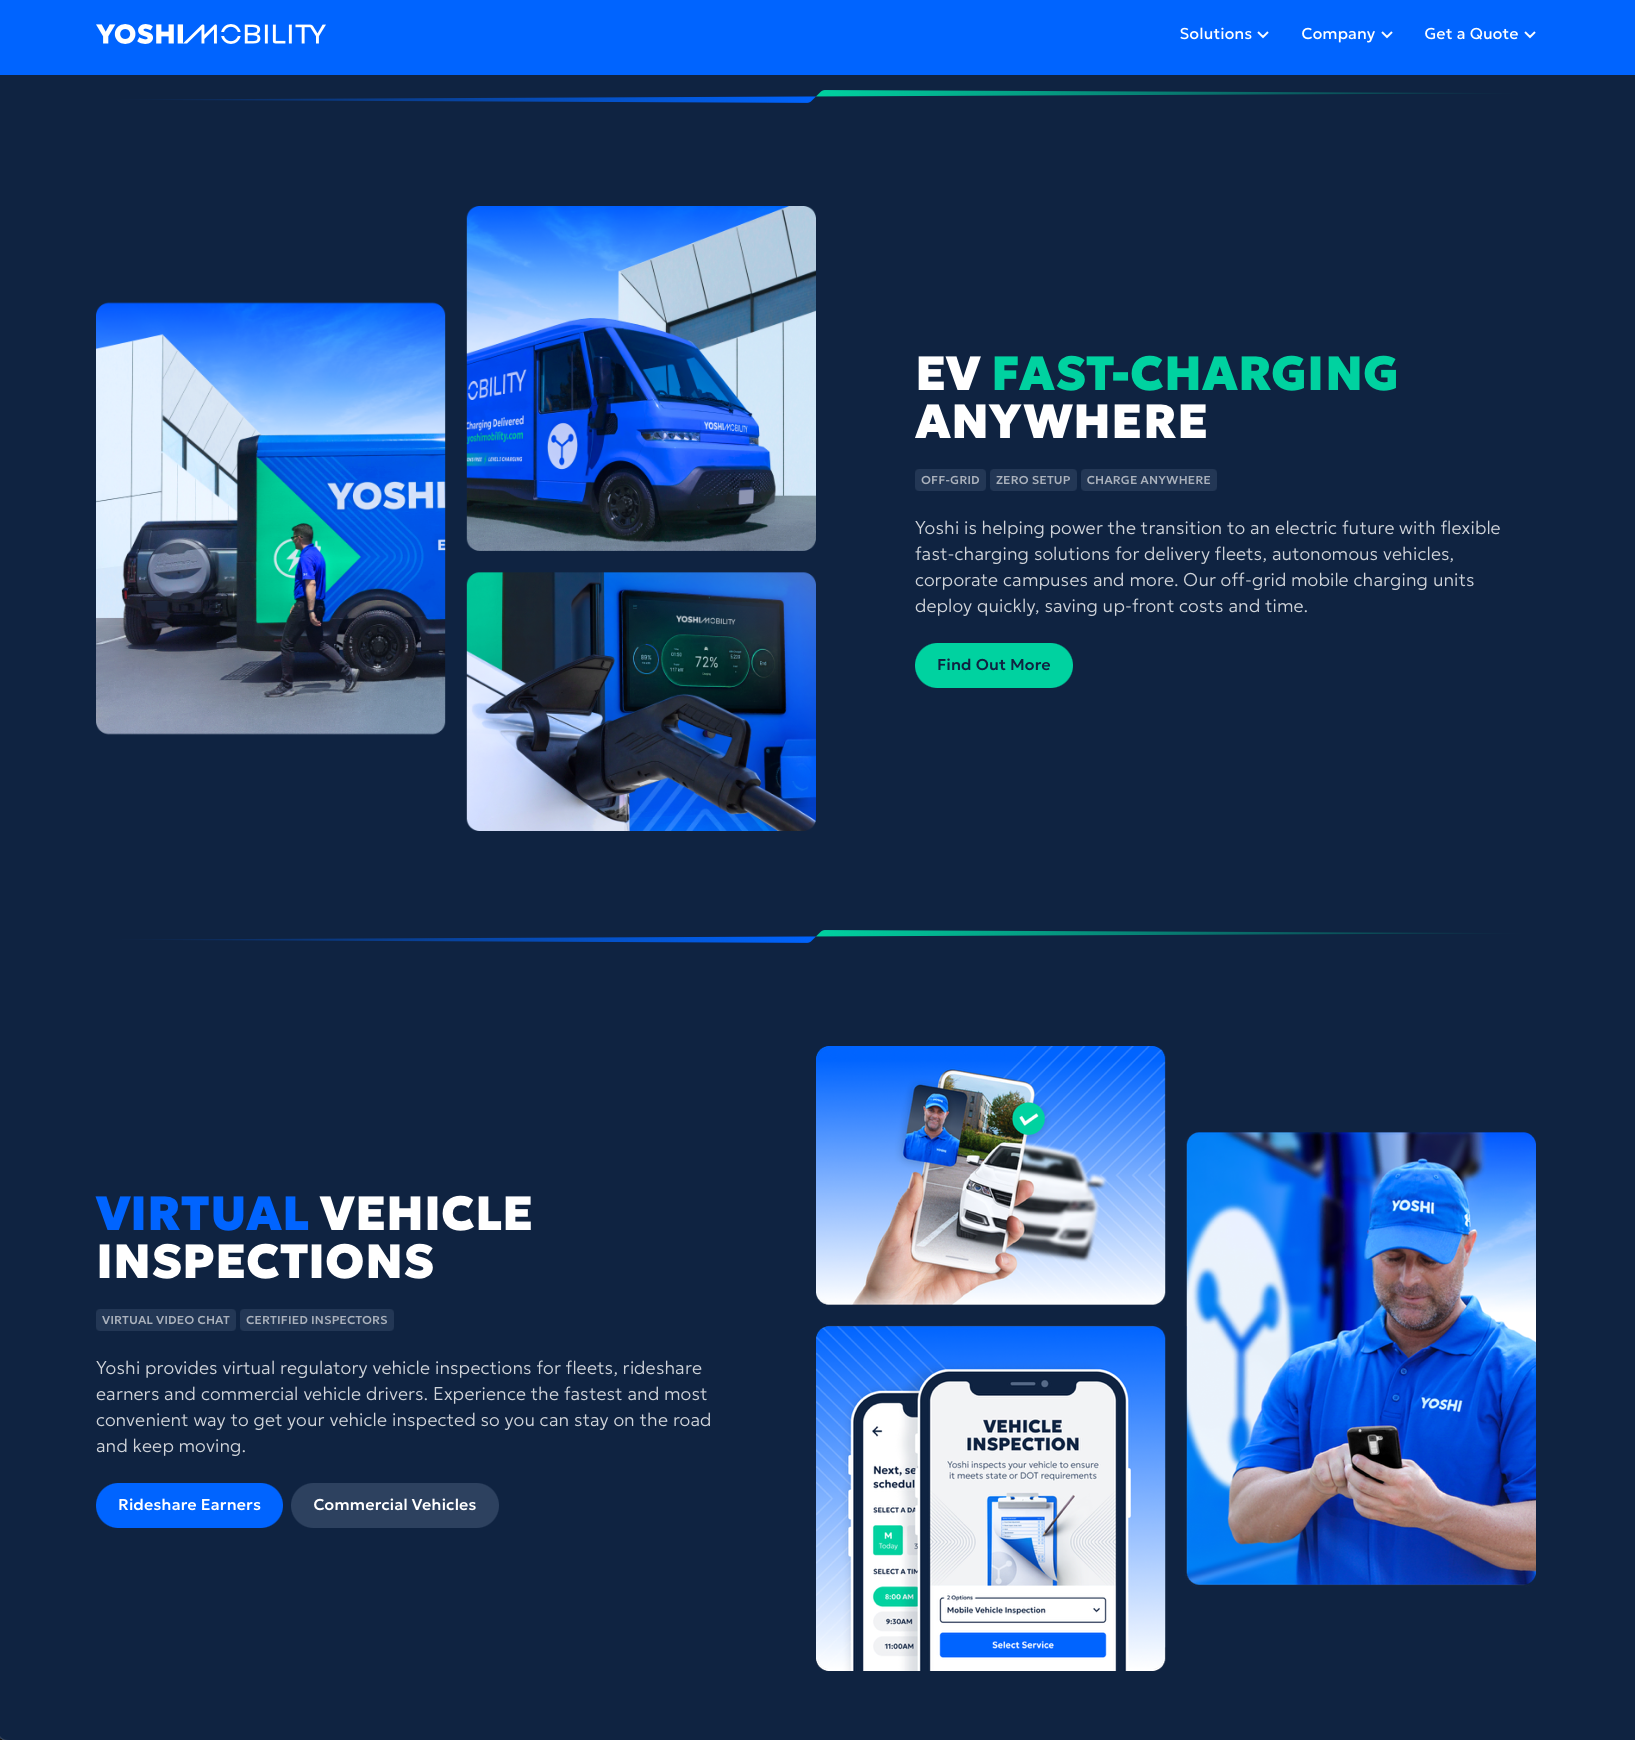 YOSHIMOBILITY
Solutions
Company
Get a Quote
OBILITY
Charging Delivered
yoshimobility.com
LEVEL 3 CHARGING
YOSHIMOBILITY
YOSHI
E
YOSHIMOBILITY
72%
EV FAST-CHARGING
ANYWHERE
OFF-GRID
ZERO SETUP
CHARGE ANYWHERE
Yoshi is helping power the transition to an electric future with flexible
fast-charging solutions for delivery fleets, autonomous vehicles,
corporate campuses and more. Our off-grid mobile charging units
deploy quickly, saving up-front costs and time.
Find Out More
VIRTUAL VEHICLE
INSPECTIONS
VIRTUAL VIDEO CHAT
CERTIFIED INSPECTORS
Yoshi provides virtual regulatory vehicle inspections for fleets, rideshare
earners and commercial vehicle drivers. Experience the fastest and most
convenient way to get your vehicle inspected so you can stay on the road
and keep moving.
Rideshare Earners
Commercial Vehicles
Next, se
schedul
SELECT A DA
M
Today
3
SELECT A TIM
8:00 AM
9:30AM
11:00AM
VEHICLE
INSPECTION
Yoshi inspects your vehicle to ensure
it meets state or DOT requirements
2 Options
Mobile Vehicle Inspection
Select Service
YOSHI
YOSHI